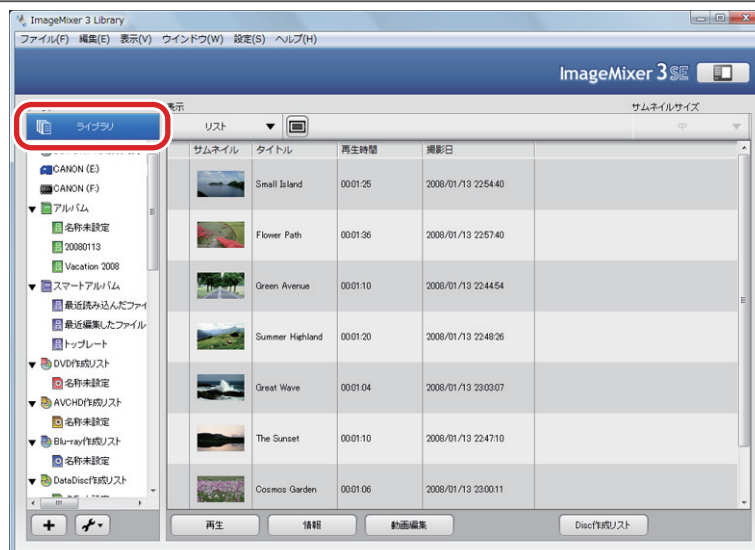 ImageMixer 3 Library
ファイル(F) 編集(E) 表示(V) ウインドウ(W) 設定(S) ヘルプ(H)
ImageMixer 3 SE
表示
サムネイルサイズ
ライブラリ
リスト
中
CANON (E:)
CANON (F:)
アルバム
名称未設定
20080113
Vacation 2008
スマートアルバム
最近読み込んだファイ
最近編集したファイル
トップレート
DVD作成リスト
名称未設定
AVCHD作成リスト
名称未設定
Blu-ray作成リスト
名称未設定
DataDisc作成リスト
サムネイル タイトル 再生時間 撮影日
Small Island 00:01:25 2008/01/13 22:54:40
Flower Path 00:01:36 2008/01/13 22:57:40
Green Avenue 00:01:10 2008/01/13 22:44:54
Summer Highland 00:01:20 2008/01/13 22:48:26
Great Wave 00:01:04 2008/01/13 23:03:07
The Sunset 00:01:10 2008/01/13 22:47:10
Cosmos Garden 00:01:06 2008/01/13 23:00:11
再生 情報 動画編集 Disc作成リスト